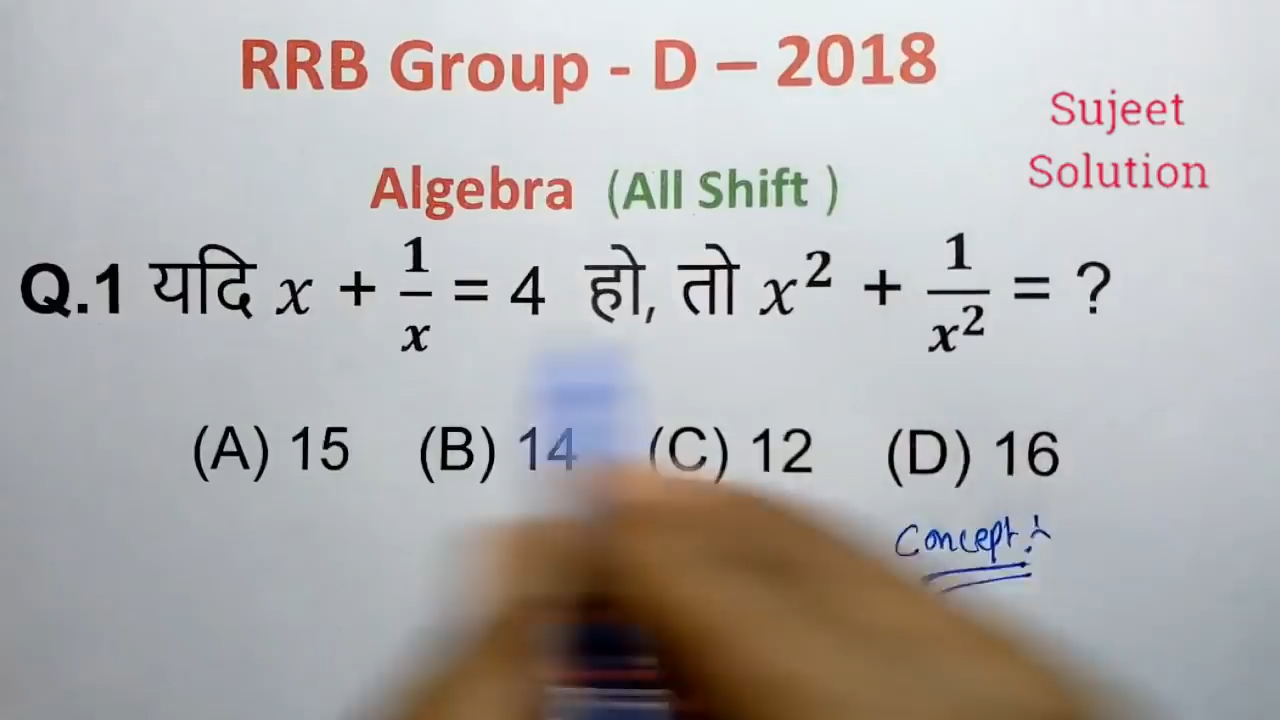 RRB Group - D – 2018
Sujeet
Solution
Algebra (All Shift )
Q.1 यदि x + 1/x = 4 हो, तो x² + 1/x² = ?
(A) 15 (B) 14 (C) 12 (D) 16
Concept :-